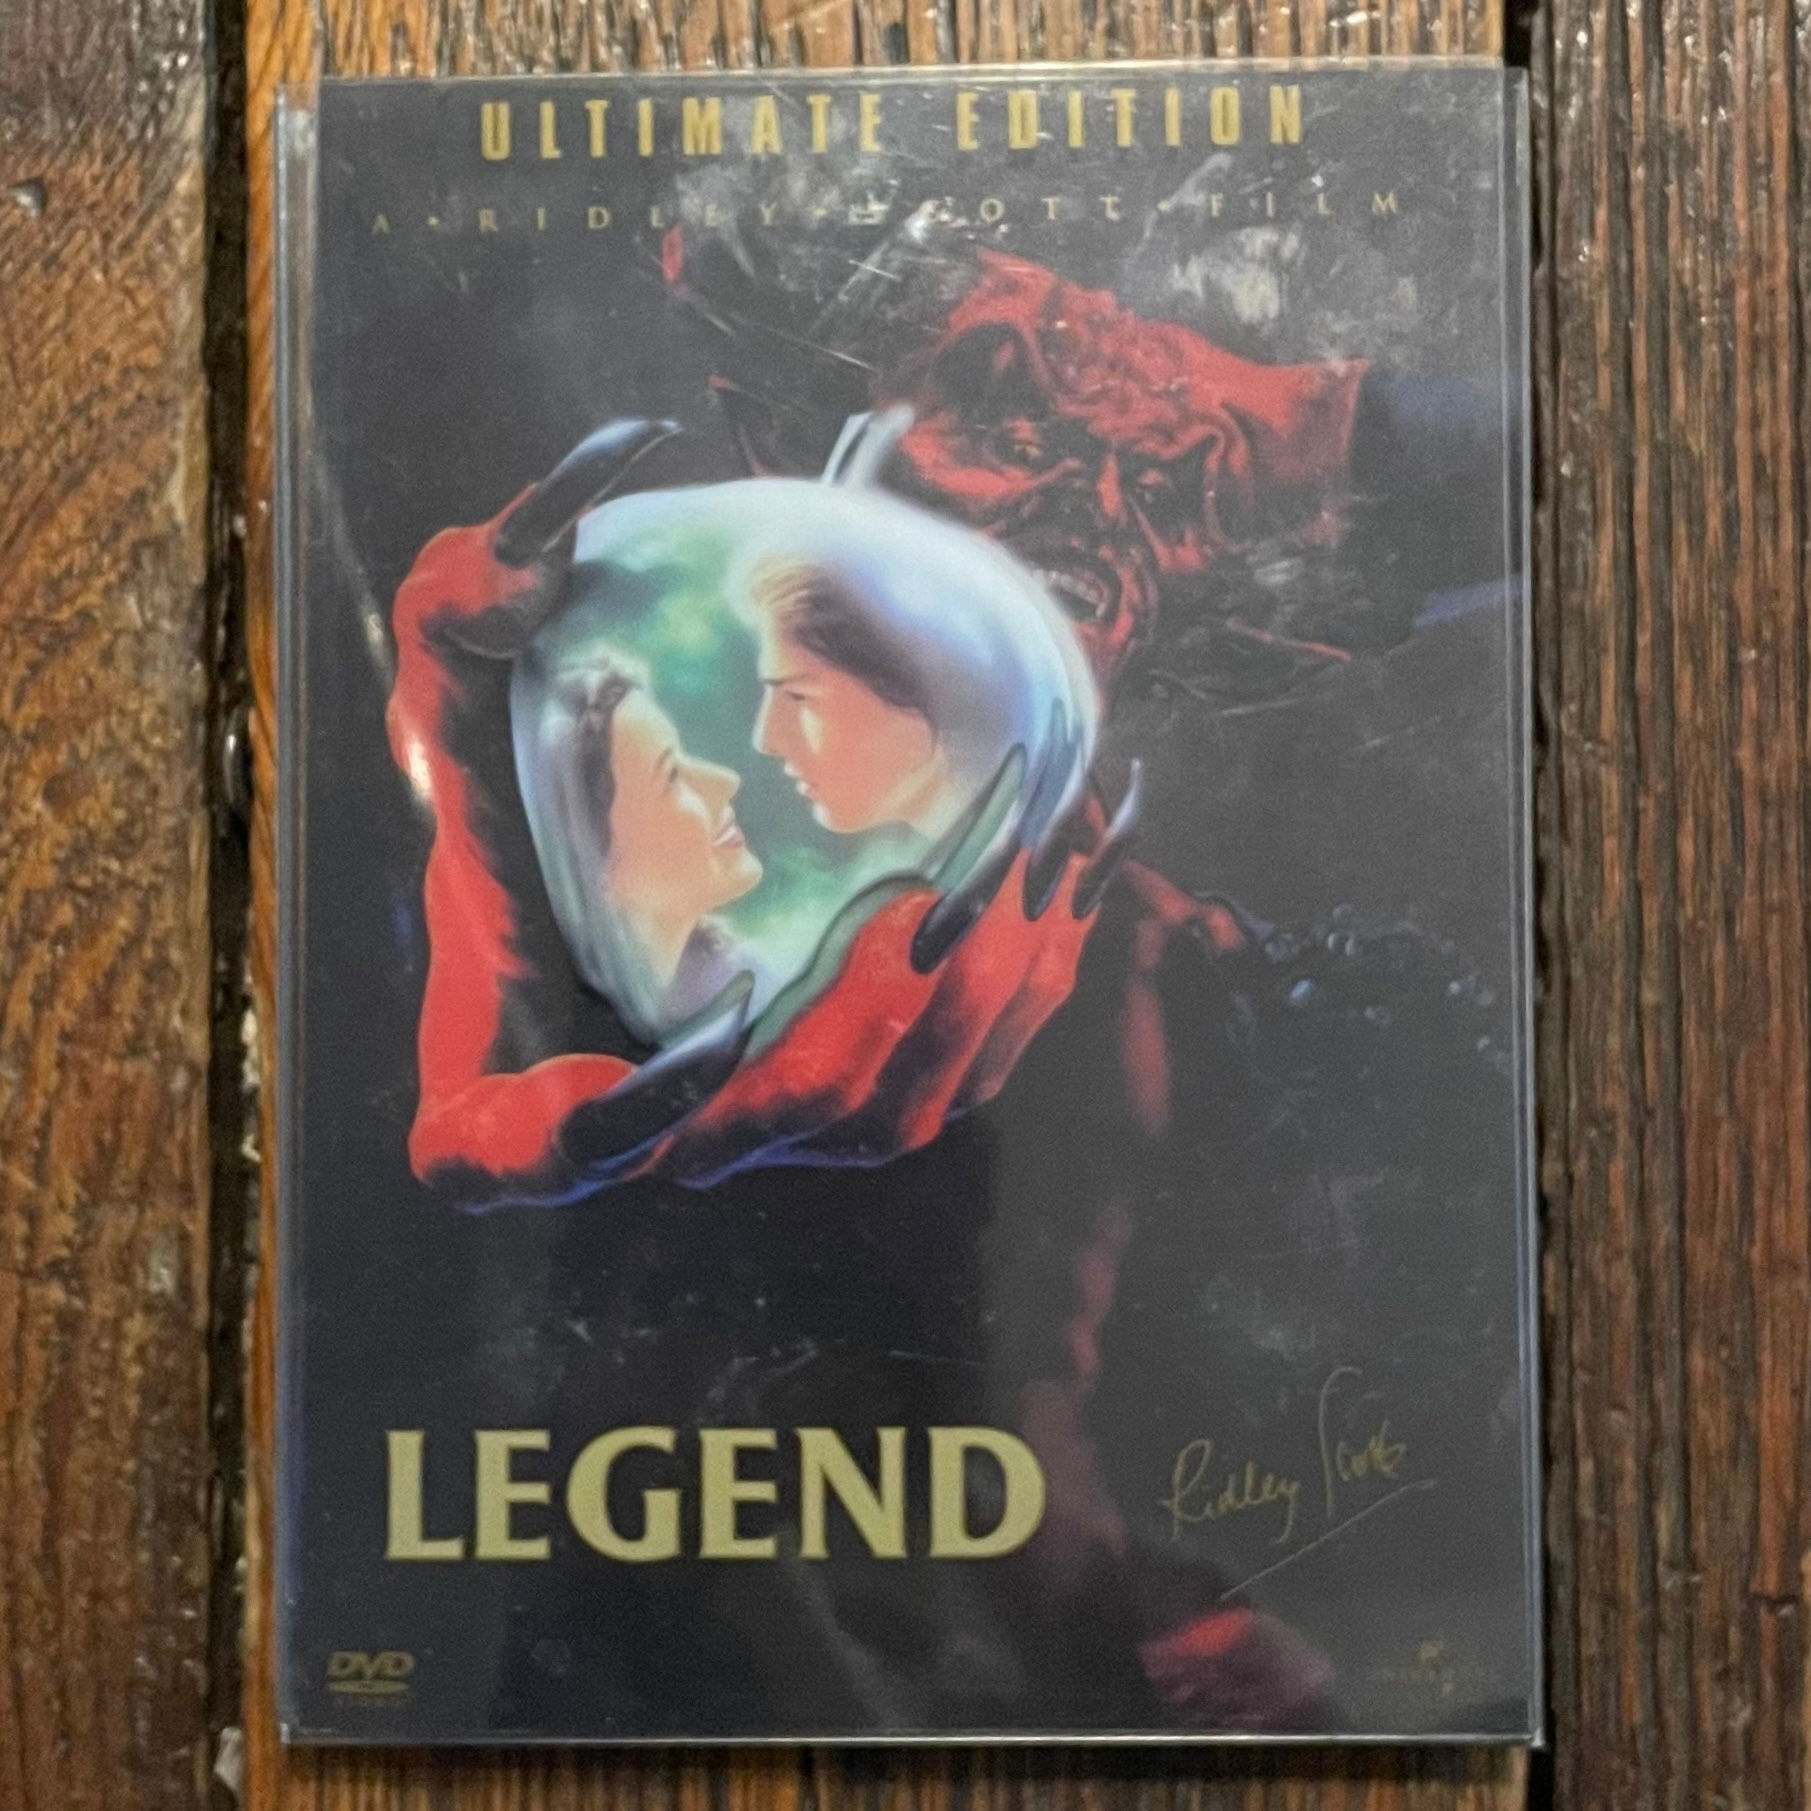 ULTIMATE EDITION
A • RIDLEY • SCOTT • FILM
LEGEND
Ridley Scott
DVD